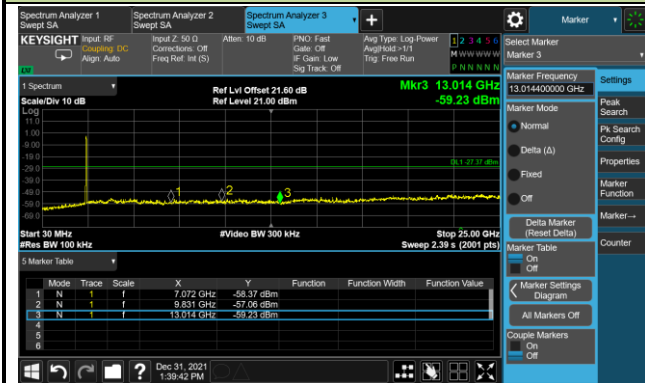 Spectrum Analyzer 1
Swept SA
Spectrum Analyzer 2
Swept SA
Spectrum Analyzer 3
Swept SA
+
Marker
KEYSIGHT
Input: RF
Coupling: DC
Align: Auto
Input Z: 50 Ω
Corrections: Off
Freq Ref: Int (S)
Atten: 10 dB
PNO: Fast
Gate: Off
IF Gain: Low
Sig Track: Off
Avg Type: Log-Power
Avg|Hold:>1/1
Trig: Free Run
1 2 3 4 5 6
M W W W W W
P N N N N N
Select Marker
Marker 3
1 Spectrum
Scale/Div 10 dB
Log
Ref Lvl Offset 21.60 dB
Ref Level 21.00 dBm
Mkr3 13.014 GHz
-59.23 dBm
11.0
1.00
-9.00
-19.0
-29.0
-39.0
-49.0
-59.0
-69.0
DL1 -27.37 dBm
1
2
3
Start 30 MHz
#Res BW 100 kHz
#Video BW 300 kHz
Stop 25.00 GHz
Sweep 2.39 s (2001 pts)
5 Marker Table
Mode Trace Scale X Y Function Function Width Function Value
1 N 1 f 7.072 GHz -58.37 dBm
2 N 1 f 9.831 GHz -57.06 dBm
3 N 1 f 13.014 GHz -59.23 dBm
4
5
6
Dec 31, 2021
1:39:42 PM
?
Marker Frequency
13.014400000 GHz
Marker Mode
Normal
Delta (Δ)
Fixed
Off
Delta Marker
(Reset Delta)
Marker Table
On
Off
Marker Settings
Diagram
All Markers Off
Couple Markers
On
Off
Settings
Peak
Search
Pk Search
Config
Properties
Marker
Function
Marker→
Counter